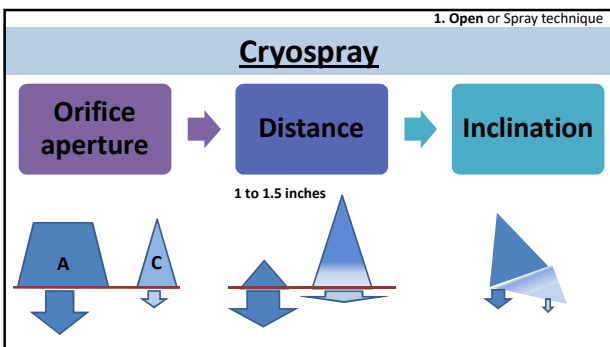 1. Open or Spray technique
Cryospray
Orifice
aperture
Distance
Inclination
1 to 1.5 inches
A
C